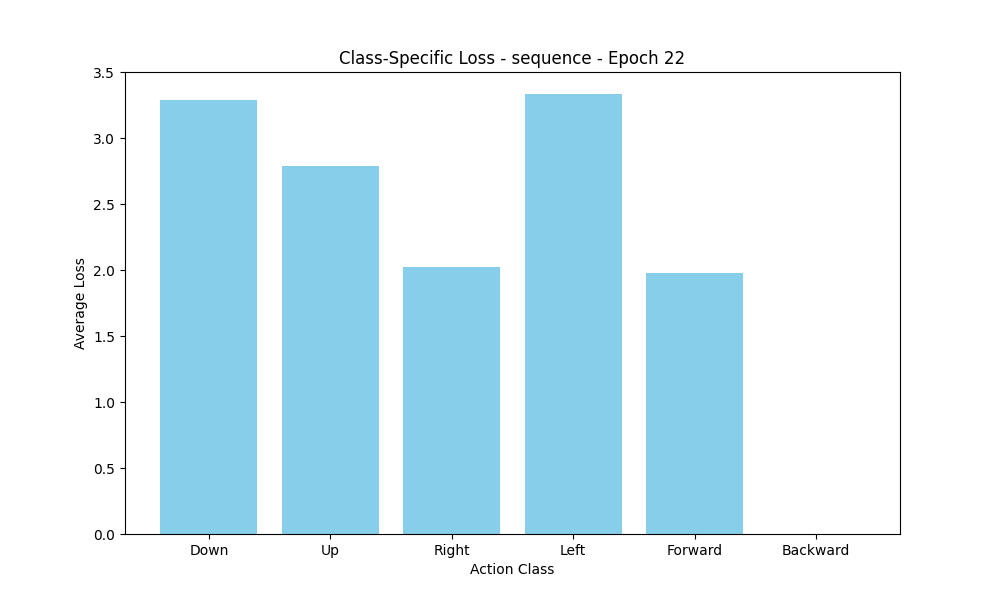 Class-Specific Loss - sequence - Epoch 22
3.5
3.0
2.5
2.0
1.5
1.0
0.5
0.0
Average Loss
Down Up Right Left Forward Backward
Action Class